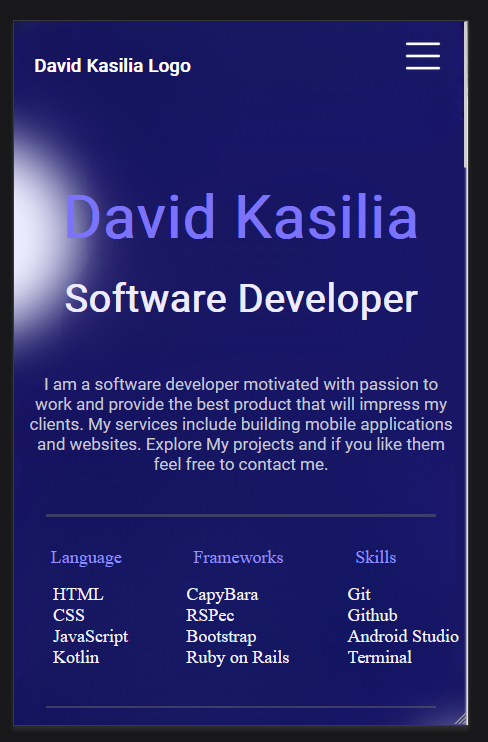 David Kasilia Logo
David Kasilia
Software Developer
I am a software developer motivated with passion to
work and provide the best product that will impress my
clients. My services include building mobile applications
and websites. Explore My projects and if you like them
feel free to contact me.
Language Frameworks Skills
HTML CapyBara Git
CSS RSPec Github
JavaScript Bootstrap Android Studio
Kotlin Ruby on Rails Terminal